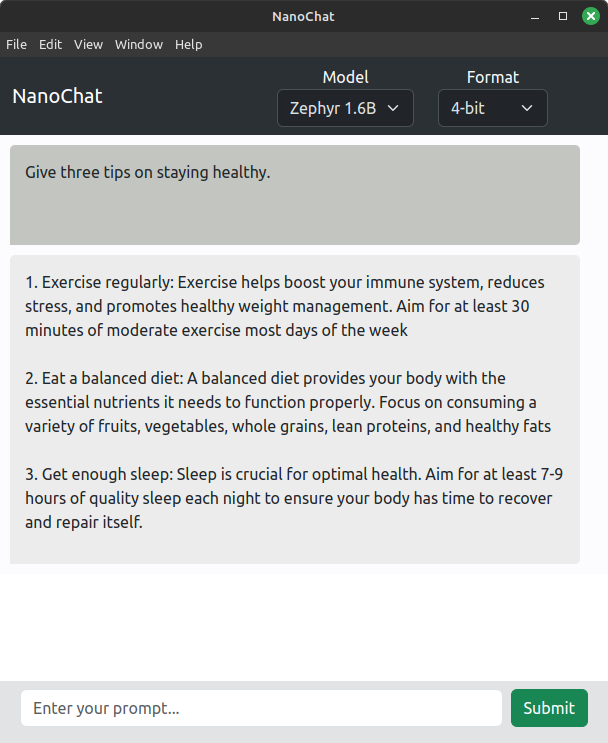 NanoChat
File Edit View Window Help
Model Format
NanoChat
Zephyr 1.6B 4-bit
Give three tips on staying healthy.
1. Exercise regularly: Exercise helps boost your immune system, reduces
stress, and promotes healthy weight management. Aim for at least 30
minutes of moderate exercise most days of the week
2. Eat a balanced diet: A balanced diet provides your body with the
essential nutrients it needs to function properly. Focus on consuming a
variety of fruits, vegetables, whole grains, lean proteins, and healthy fats
3. Get enough sleep: Sleep is crucial for optimal health. Aim for at least 7-9
hours of quality sleep each night to ensure your body has time to recover
and repair itself.
Enter your prompt...
Submit